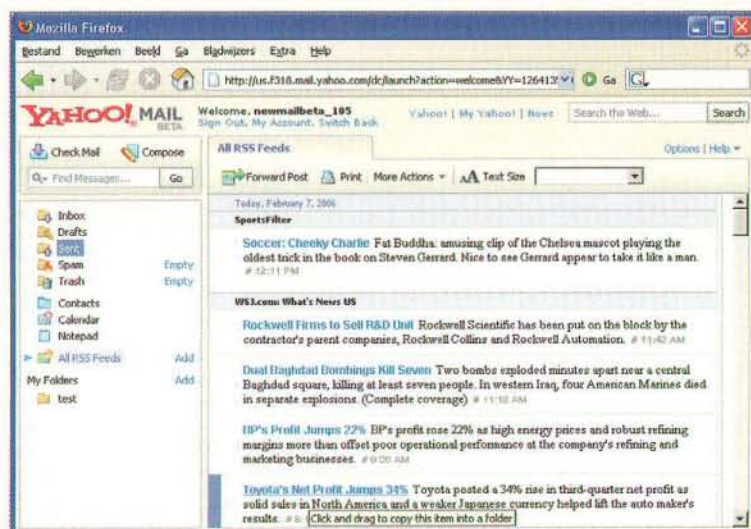 Mozilla Firefox
Bestand Bewerken Beeld Ga Bladwijzers Extra Help
http://us.f318.mail.yahoo.com/dc/launch?action=welcome&YY=126413 Go
YAHOO! MAIL BETA
Welcome, newmailbeta_105
Sign Out, My Account, Switch Back
Yahoo! | My Yahoo! | News
Search the Web...
Search
Check Mail Compose
All RSS Feeds
Options | Help
Find Messages... Go
Forward Post Print More Actions Text Size
Today, February 7, 2006
SportsFilter
Soccer: Cheeky Charlie Fat Buddha: amusing clip of the Chelsea mascot playing the
oldest trick in the book on Steven Gerrard. Nice to see Gerrard appear to take it like a man.
# 12:11 PM
WSJ.com: What's News US
Rockwell Firms to Sell R&D Unit Rockwell Scientific has been put on the block by the
contractor's parent companies, Rockwell Collins and Rockwell Automation. # 11:42 AM
Dual Baghdad Bombings Kill Seven Two bombs exploded minutes apart near a central
Baghdad square, killing at least seven people. In western Iraq, four American Marines died
in separate explosions. (Complete coverage) # 11:18 AM
BP's Profit Jumps 22% BP's profit rose 22% as high energy prices and robust refining
margins more than offset poor operational performance at the company's refining and
marketing businesses. AM
Toyota's Net Profit Jumps 34% Toyota posted a 34% rise in third-quarter net profit as
solid sales in North America and a weaker Japanese currency helped lift the auto maker's
results. # 8
Click and drag to copy this item into a folder
Inbox
Drafts
Sent
Spam Empty
Trash Empty
Contacts
Calendar
Notepad
All RSS Feeds Add
My Folders Add
test